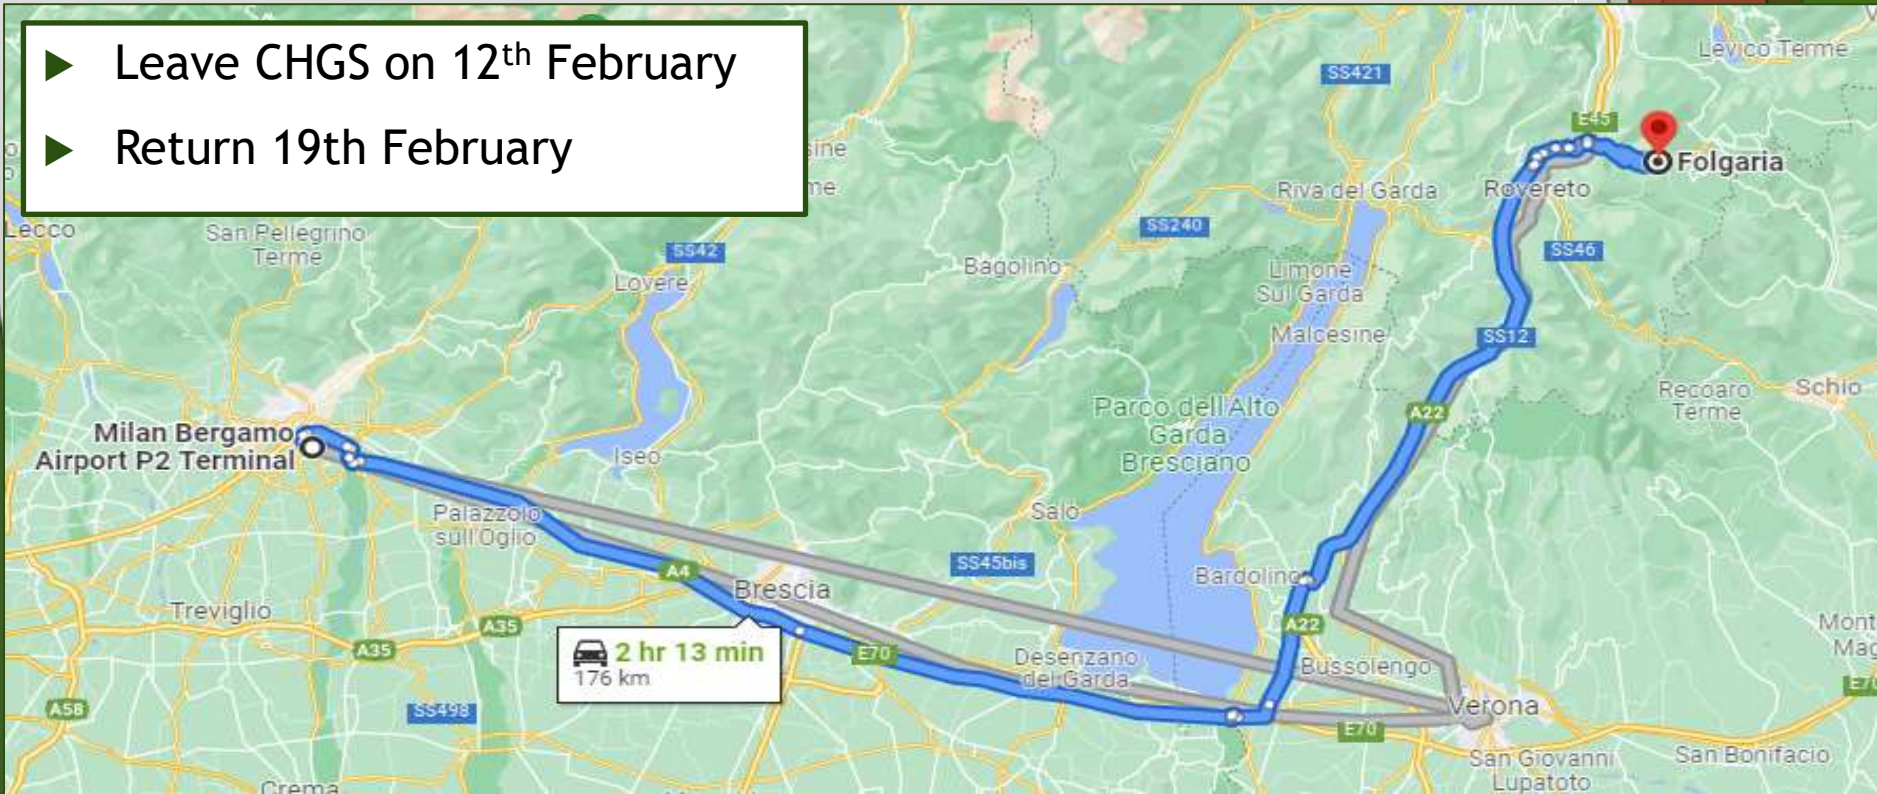 Leave CHGS on 12th February
Return 19th February
Levico Terme
SS421
E45
Folgaria
Riva del Garda
Rovereto
Lecco
San Pellegrino
Terme
SS42
SS240
SS46
Lovere
Bagolino
Limone
Sul Garda
Malcesine
SS12
Recoaro
Terme
Schio
Parco dell'Alto
Garda
Bresciano
A22
Milan Bergamo
Airport P2 Terminal
Iseo
Palazzolo
sull'Oglio
Salò
SS45bis
A4
Brescia
Bardolino
Treviglio
A35
A35
2 hr 13 min
176 km
E70
A22
Desenzano
del Garda
Bussolengo
A58
SS498
Verona
E70
San Giovanni
Lupatoto
San Bonifacio
Crema